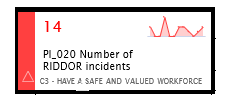 14
PI_020 Number of
RIDDOR incidents
C3 - HAVE A SAFE AND VALUED WORKFORCE